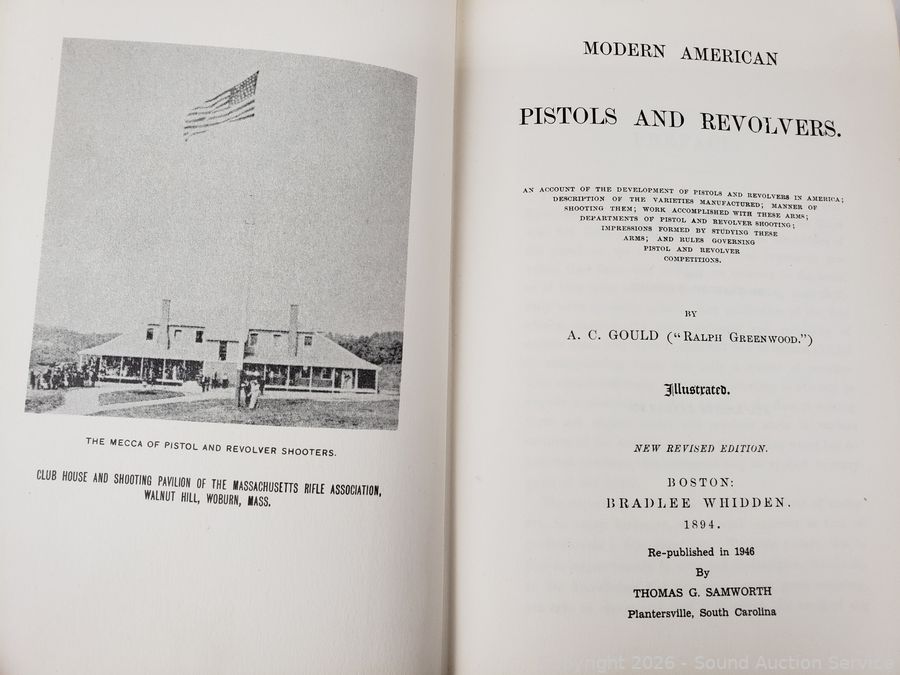 THE MECCA OF PISTOL AND REVOLVER SHOOTERS.
CLUB HOUSE AND SHOOTING PAVILION OF THE MASSACHUSETTS RIFLE ASSOCIATION,
WALNUT HILL, WOBURN, MASS.
MODERN AMERICAN
PISTOLS AND REVOLVERS.
AN ACCOUNT OF THE DEVELOPMENT OF PISTOLS AND REVOLVERS IN AMERICA;
DESCRIPTION OF THE VARIETIES MANUFACTURED; MANNER OF
SHOOTING THEM; WORK ACCOMPLISHED WITH THESE ARMS;
DEPARTMENTS OF PISTOL AND REVOLVER SHOOTING;
IMPRESSIONS FORMED BY STUDYING THESE
ARMS; AND RULES GOVERNING
PISTOL AND REVOLVER
COMPETITIONS.
BY
A. C. GOULD ("RALPH GREENWOOD.")
Illustrated.
NEW REVISED EDITION.
BOSTON:
BRADLEE WHIDDEN.
1894.
Re-published in 1946
By
THOMAS G. SAMWORTH
Plantersville, South Carolina
2026 - Sound Auction Service